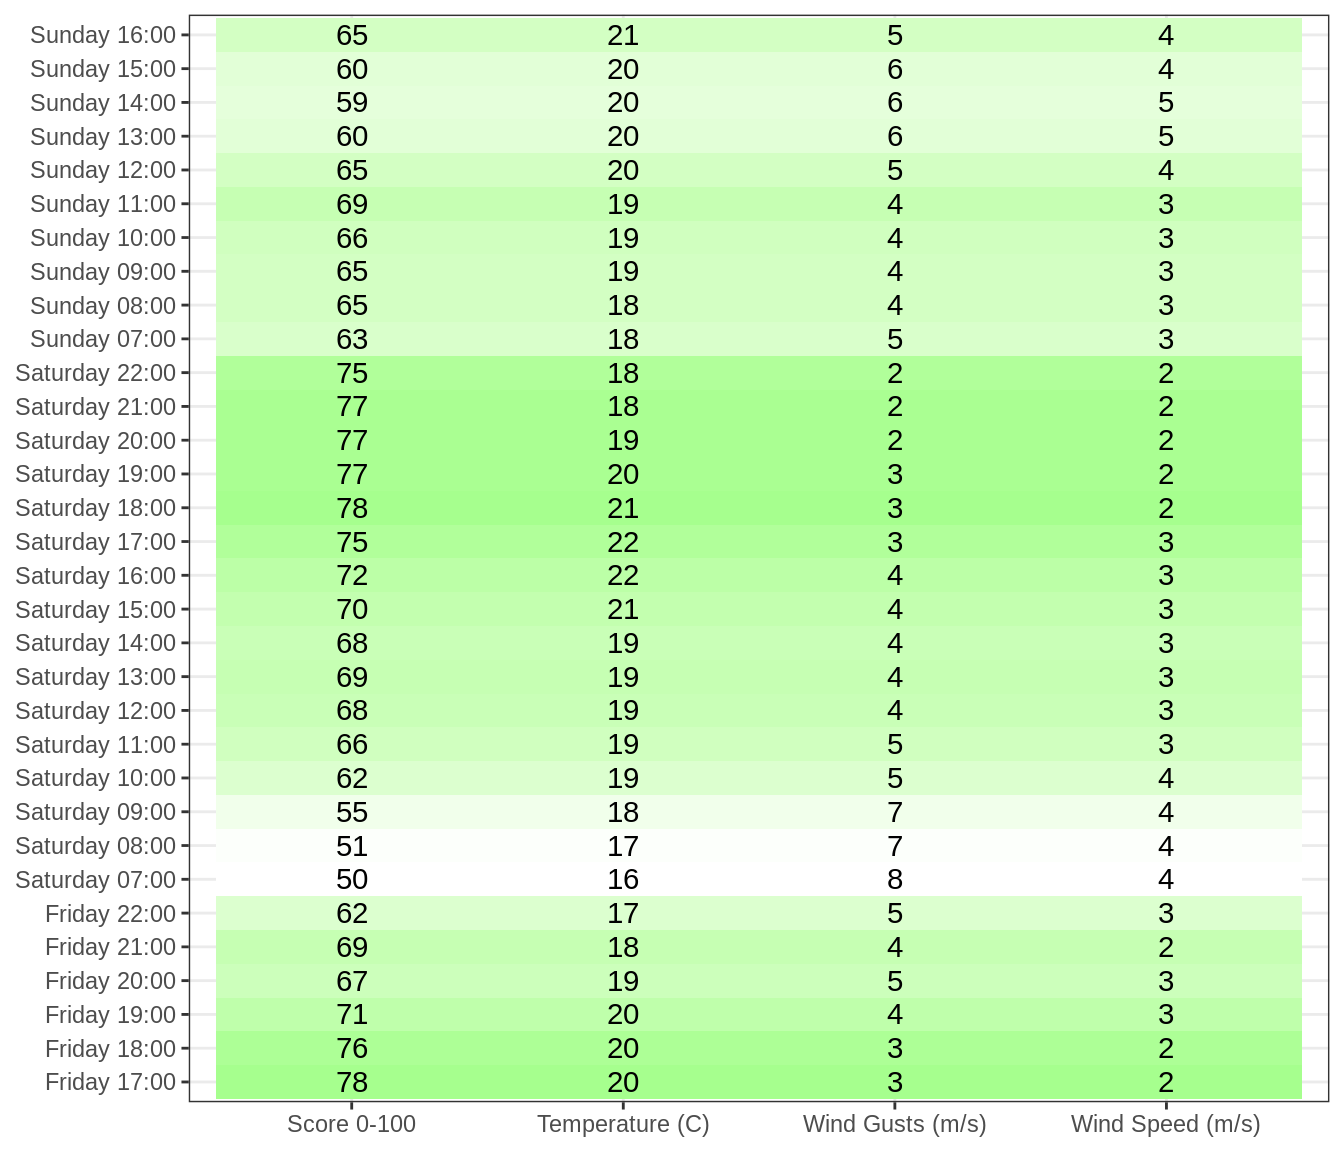 Sunday 16:00 65 21 5 4
Sunday 15:00 60 20 6 4
Sunday 14:00 59 20 6 5
Sunday 13:00 60 20 6 5
Sunday 12:00 65 20 5 4
Sunday 11:00 69 19 4 3
Sunday 10:00 66 19 4 3
Sunday 09:00 65 19 4 3
Sunday 08:00 65 18 4 3
Sunday 07:00 63 18 5 3
Saturday 22:00 75 18 2 2
Saturday 21:00 77 18 2 2
Saturday 20:00 77 19 2 2
Saturday 19:00 77 20 3 2
Saturday 18:00 78 21 3 2
Saturday 17:00 75 22 3 3
Saturday 16:00 72 22 4 3
Saturday 15:00 70 21 4 3
Saturday 14:00 68 19 4 3
Saturday 13:00 69 19 4 3
Saturday 12:00 68 19 4 3
Saturday 11:00 66 19 5 3
Saturday 10:00 62 19 5 4
Saturday 09:00 55 18 7 4
Saturday 08:00 51 17 7 4
Saturday 07:00 50 16 8 4
Friday 22:00 62 17 5 3
Friday 21:00 69 18 4 2
Friday 20:00 67 19 5 3
Friday 19:00 71 20 4 3
Friday 18:00 76 20 3 2
Friday 17:00 78 20 3 2
Score 0-100 Temperature (C) Wind Gusts (m/s) Wind Speed (m/s)